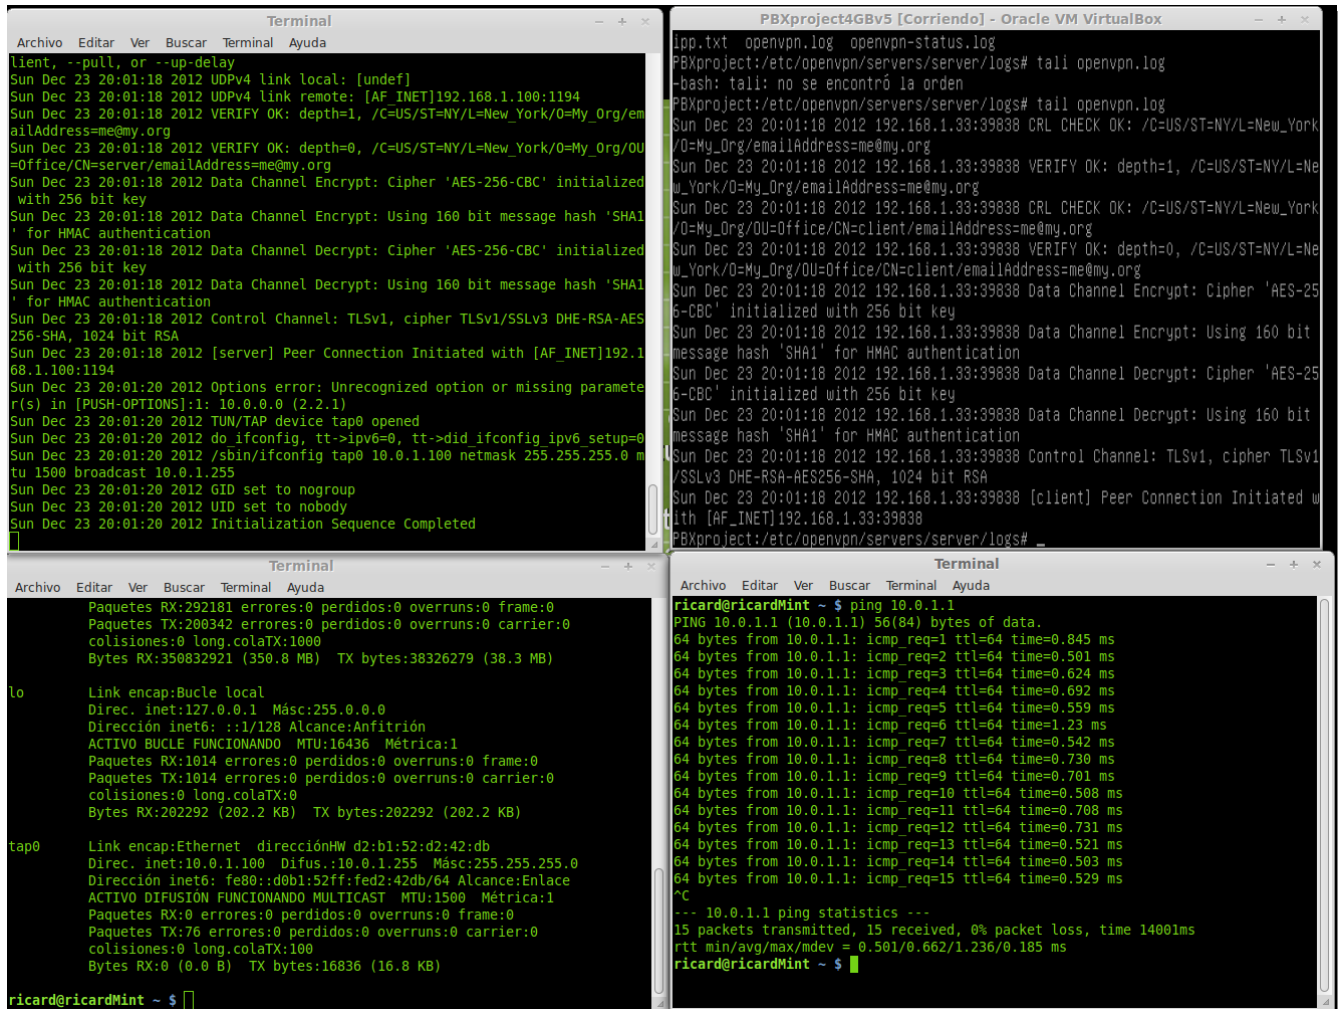 Terminal
Archivo Editar Ver Buscar Terminal Ayuda
lient, --pull, or --up-delay
Sun Dec 23 20:01:18 2012 UDPv4 link local: [undef]
Sun Dec 23 20:01:18 2012 UDPv4 link remote: [AF_INET]192.168.1.100:1194
Sun Dec 23 20:01:18 2012 VERIFY OK: depth=1, /C=US/ST=NY/L=New_York/O=My_Org/em
ailAddress=me@my.org
Sun Dec 23 20:01:18 2012 VERIFY OK: depth=0, /C=US/ST=NY/L=New_York/O=My_Org/OU
=Office/CN=server/emailAddress=me@my.org
Sun Dec 23 20:01:18 2012 Data Channel Encrypt: Cipher 'AES-256-CBC' initialized
 with 256 bit key
Sun Dec 23 20:01:18 2012 Data Channel Encrypt: Using 160 bit message hash 'SHA1
' for HMAC authentication
Sun Dec 23 20:01:18 2012 Data Channel Decrypt: Cipher 'AES-256-CBC' initialized
 with 256 bit key
Sun Dec 23 20:01:18 2012 Data Channel Decrypt: Using 160 bit message hash 'SHA1
' for HMAC authentication
Sun Dec 23 20:01:18 2012 Control Channel: TLSv1, cipher TLSv1/SSLv3 DHE-RSA-AES
256-SHA, 1024 bit RSA
Sun Dec 23 20:01:18 2012 [server] Peer Connection Initiated with [AF_INET]192.1
68.1.100:1194
Sun Dec 23 20:01:20 2012 Options error: Unrecognized option or missing paramete
r(s) in [PUSH-OPTIONS]:1: 10.0.0.0 (2.2.1)
Sun Dec 23 20:01:20 2012 TUN/TAP device tap0 opened
Sun Dec 23 20:01:20 2012 do_ifconfig, tt->ipv6=0, tt->did_ifconfig_ipv6_setup=0
Sun Dec 23 20:01:20 2012 /sbin/ifconfig tap0 10.0.1.100 netmask 255.255.255.0 m
tu 1500 broadcast 10.0.1.255
Sun Dec 23 20:01:20 2012 GID set to nogroup
Sun Dec 23 20:01:20 2012 UID set to nobody
Sun Dec 23 20:01:20 2012 Initialization Sequence Completed
PBXproject4GBv5 [Corriendo] - Oracle VM VirtualBox
ipp.txt  openvpn.log  openvpn-status.log
PBXproject:/etc/openvpn/servers/server/logs# tali openvpn.log
-bash: tali: no se encontró la orden
PBXproject:/etc/openvpn/servers/server/logs# tail openvpn.log
Sun Dec 23 20:01:18 2012 192.168.1.33:39838 CRL CHECK OK: /C=US/ST=NY/L=New_York
/O=My_Org/emailAddress=me@my.org
Sun Dec 23 20:01:18 2012 192.168.1.33:39838 VERIFY OK: depth=1, /C=US/ST=NY/L=Ne
w_York/O=My_Org/emailAddress=me@my.org
Sun Dec 23 20:01:18 2012 192.168.1.33:39838 CRL CHECK OK: /C=US/ST=NY/L=New_York
/O=My_Org/OU=Office/CN=client/emailAddress=me@my.org
Sun Dec 23 20:01:18 2012 192.168.1.33:39838 VERIFY OK: depth=0, /C=US/ST=NY/L=Ne
w_York/O=My_Org/OU=Office/CN=client/emailAddress=me@my.org
Sun Dec 23 20:01:18 2012 192.168.1.33:39838 Data Channel Encrypt: Cipher 'AES-25
6-CBC' initialized with 256 bit key
Sun Dec 23 20:01:18 2012 192.168.1.33:39838 Data Channel Encrypt: Using 160 bit
message hash 'SHA1' for HMAC authentication
Sun Dec 23 20:01:18 2012 192.168.1.33:39838 Data Channel Decrypt: Cipher 'AES-25
6-CBC' initialized with 256 bit key
Sun Dec 23 20:01:18 2012 192.168.1.33:39838 Data Channel Decrypt: Using 160 bit
message hash 'SHA1' for HMAC authentication
Sun Dec 23 20:01:18 2012 192.168.1.33:39838 Control Channel: TLSv1, cipher TLSv1
/SSLv3 DHE-RSA-AES256-SHA, 1024 bit RSA
Sun Dec 23 20:01:18 2012 192.168.1.33:39838 [client] Peer Connection Initiated w
ith [AF_INET]192.168.1.33:39838
PBXproject:/etc/openvpn/servers/server/logs# _
Terminal
Archivo Editar Ver Buscar Terminal Ayuda
Paquetes RX:292181 errores:0 perdidos:0 overruns:0 frame:0
Paquetes TX:200342 errores:0 perdidos:0 overruns:0 carrier:0
colisiones:0 long.colaTX:1000
Bytes RX:350832921 (350.8 MB)  TX bytes:38326279 (38.3 MB)
lo        Link encap:Bucle local
Direc. inet:127.0.0.1  Másc:255.0.0.0
Dirección inet6: ::1/128 Alcance:Anfitrión
ACTIVO BUCLE FUNCIONANDO  MTU:16436  Métrica:1
Paquetes RX:1014 errores:0 perdidos:0 overruns:0 frame:0
Paquetes TX:1014 errores:0 perdidos:0 overruns:0 carrier:0
colisiones:0 long.colaTX:0
Bytes RX:202292 (202.2 KB)  TX bytes:202292 (202.2 KB)
tap0      Link encap:Ethernet  direcciónHW d2:b1:52:d2:42:db
Direc. inet:10.0.1.100  Difus.:10.0.1.255  Másc:255.255.255.0
Dirección inet6: fe80::d0b1:52ff:fed2:42db/64 Alcance:Enlace
ACTIVO DIFUSIÓN FUNCIONANDO MULTICAST  MTU:1500  Métrica:1
Paquetes RX:0 errores:0 perdidos:0 overruns:0 frame:0
Paquetes TX:76 errores:0 perdidos:0 overruns:0 carrier:0
colisiones:0 long.colaTX:100
Bytes RX:0 (0.0 B)  TX bytes:16836 (16.8 KB)
ricard@ricardMint ~ $
Terminal
Archivo Editar Ver Buscar Terminal Ayuda
ricard@ricardMint ~ $ ping 10.0.1.1
PING 10.0.1.1 (10.0.1.1) 56(84) bytes of data.
64 bytes from 10.0.1.1: icmp_req=1 ttl=64 time=0.845 ms
64 bytes from 10.0.1.1: icmp_req=2 ttl=64 time=0.501 ms
64 bytes from 10.0.1.1: icmp_req=3 ttl=64 time=0.624 ms
64 bytes from 10.0.1.1: icmp_req=4 ttl=64 time=0.692 ms
64 bytes from 10.0.1.1: icmp_req=5 ttl=64 time=0.559 ms
64 bytes from 10.0.1.1: icmp_req=6 ttl=64 time=1.23 ms
64 bytes from 10.0.1.1: icmp_req=7 ttl=64 time=0.542 ms
64 bytes from 10.0.1.1: icmp_req=8 ttl=64 time=0.730 ms
64 bytes from 10.0.1.1: icmp_req=9 ttl=64 time=0.701 ms
64 bytes from 10.0.1.1: icmp_req=10 ttl=64 time=0.508 ms
64 bytes from 10.0.1.1: icmp_req=11 ttl=64 time=0.708 ms
64 bytes from 10.0.1.1: icmp_req=12 ttl=64 time=0.731 ms
64 bytes from 10.0.1.1: icmp_req=13 ttl=64 time=0.521 ms
64 bytes from 10.0.1.1: icmp_req=14 ttl=64 time=0.503 ms
64 bytes from 10.0.1.1: icmp_req=15 ttl=64 time=0.529 ms
^C
--- 10.0.1.1 ping statistics ---
15 packets transmitted, 15 received, 0% packet loss, time 14001ms
rtt min/avg/max/mdev = 0.501/0.662/1.236/0.185 ms
ricard@ricardMint ~ $